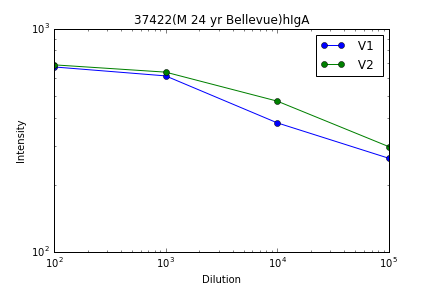 37422(M 24 yr Bellevue)hIgA
10³
V1
V2
Intensity
10²
10² 10³ 10⁴ 10⁵
Dilution